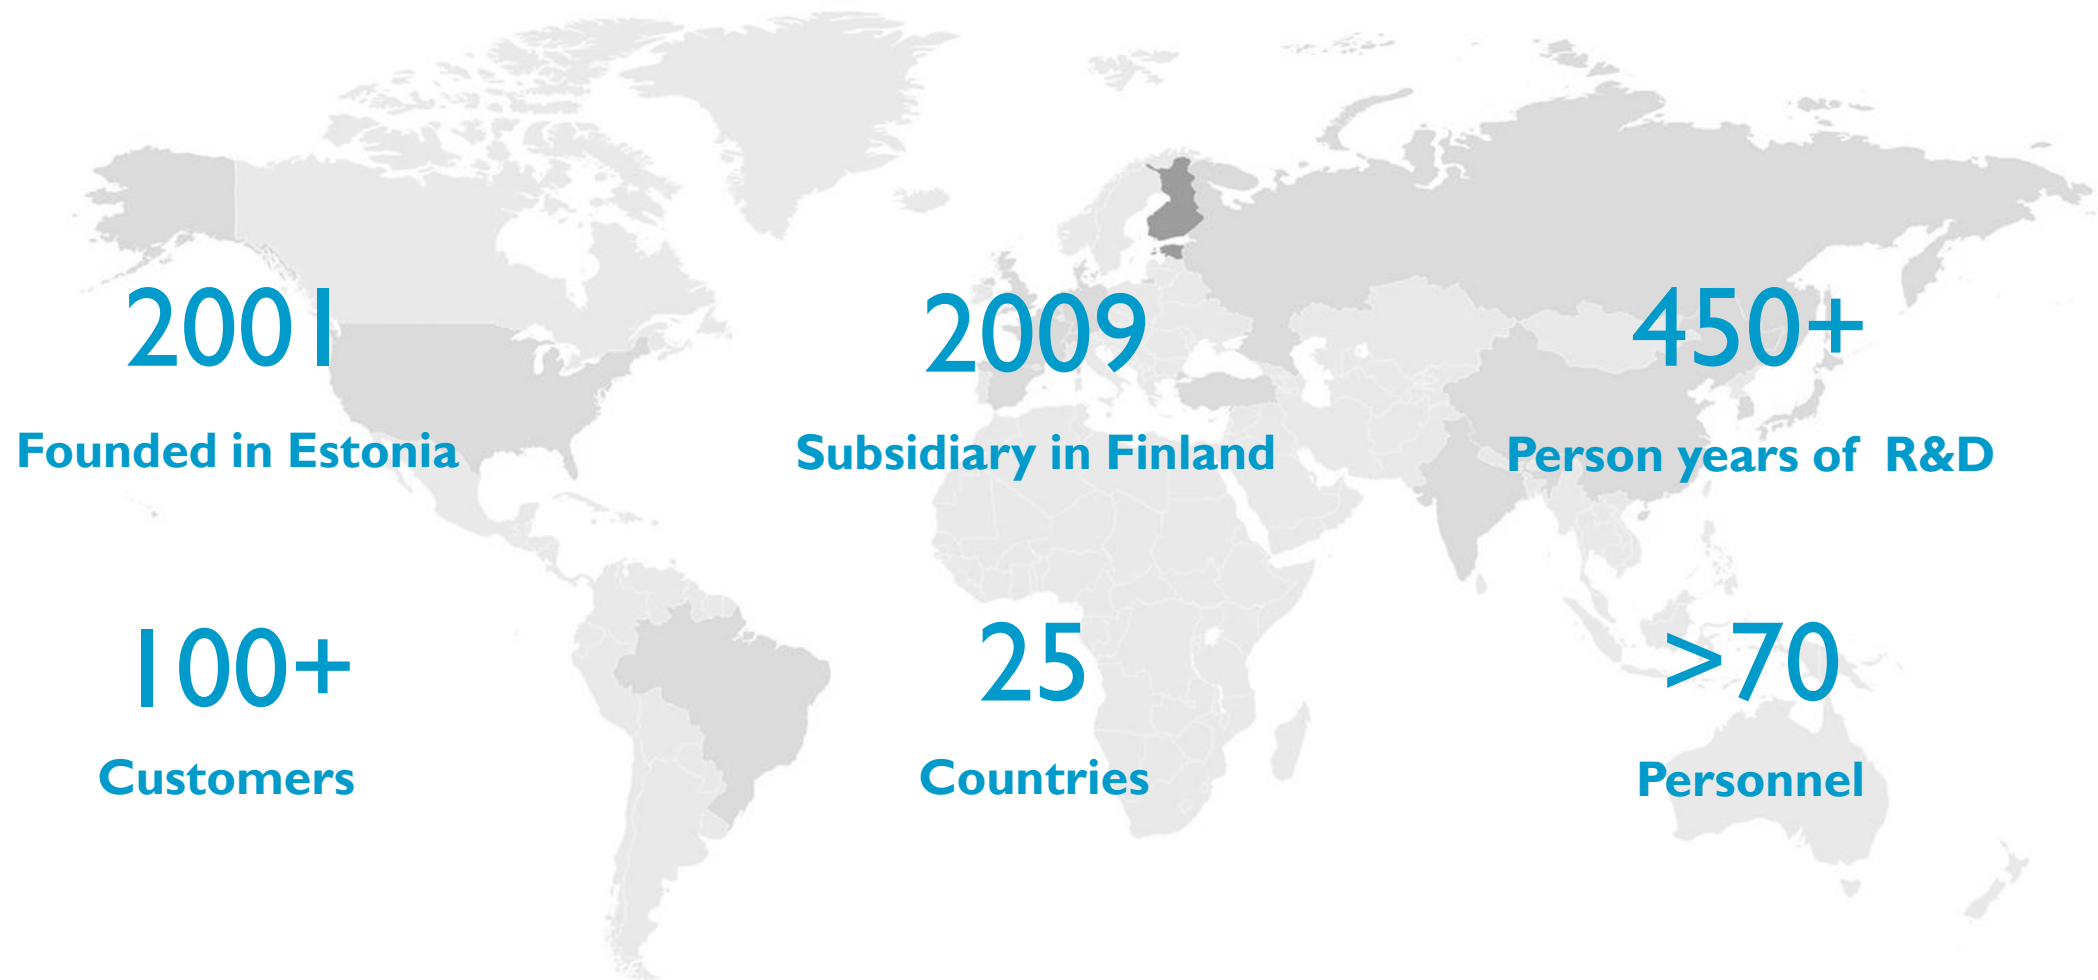 2001
Founded in Estonia
2009
Subsidiary in Finland
450+
Person years of R&D
100+
Customers
25
Countries
>70
Personnel